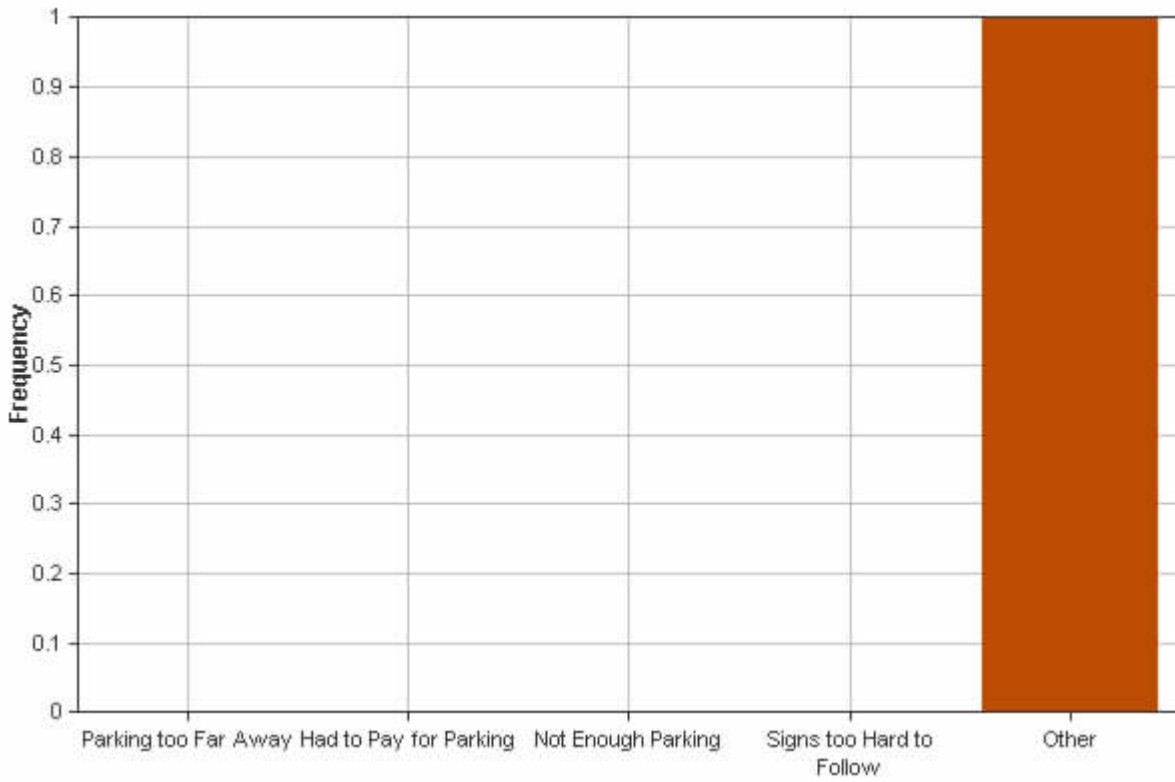 1
0.9
0.8
0.7
0.6
0.5
0.4
0.3
0.2
0.1
0
Frequency
Parking too Far Away
Had to Pay for Parking
Not Enough Parking
Signs too Hard to
Follow
Other